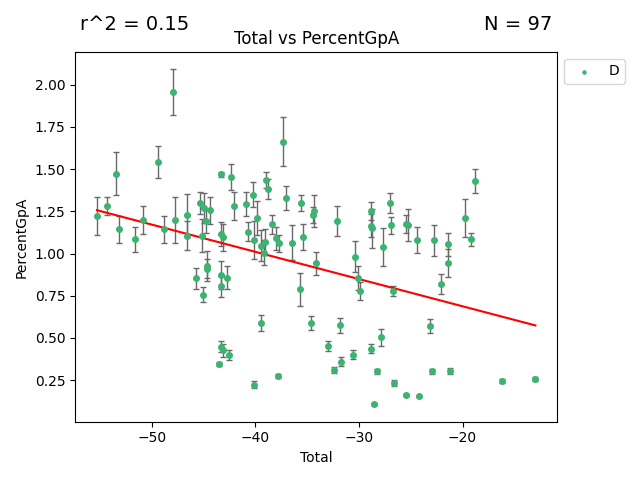 r^2 = 0.15
N = 97
Total vs PercentGpA
D
2.00
1.75
1.50
1.25
1.00
0.75
0.50
0.25
PercentGpA
−50
−40
−30
−20
Total